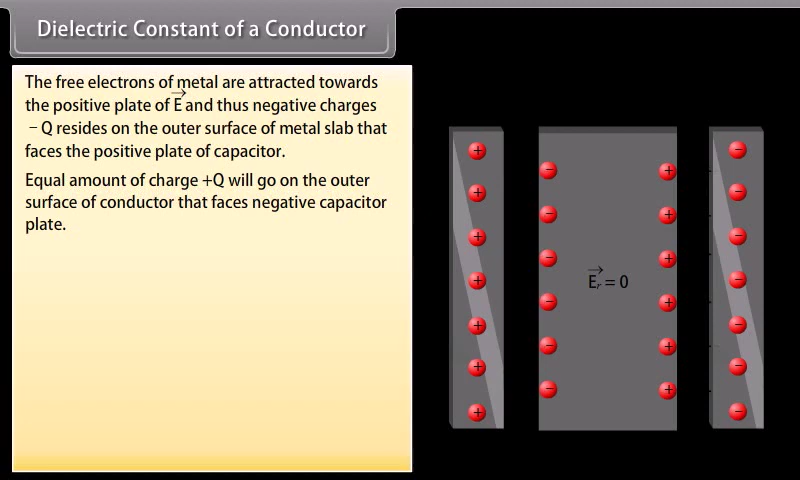 Dielectric Constant of a Conductor
The free electrons of metal are attracted towards
the positive plate of E⃗ and thus negative charges
– Q resides on the outer surface of metal slab that
faces the positive plate of capacitor.
Equal amount of charge +Q will go on the outer
surface of conductor that faces negative capacitor
plate.
+ − + −
+ − + −
+ − + −
E⃗ᵣ = 0
+ − + −
+ − + −
+ − + −
+ −